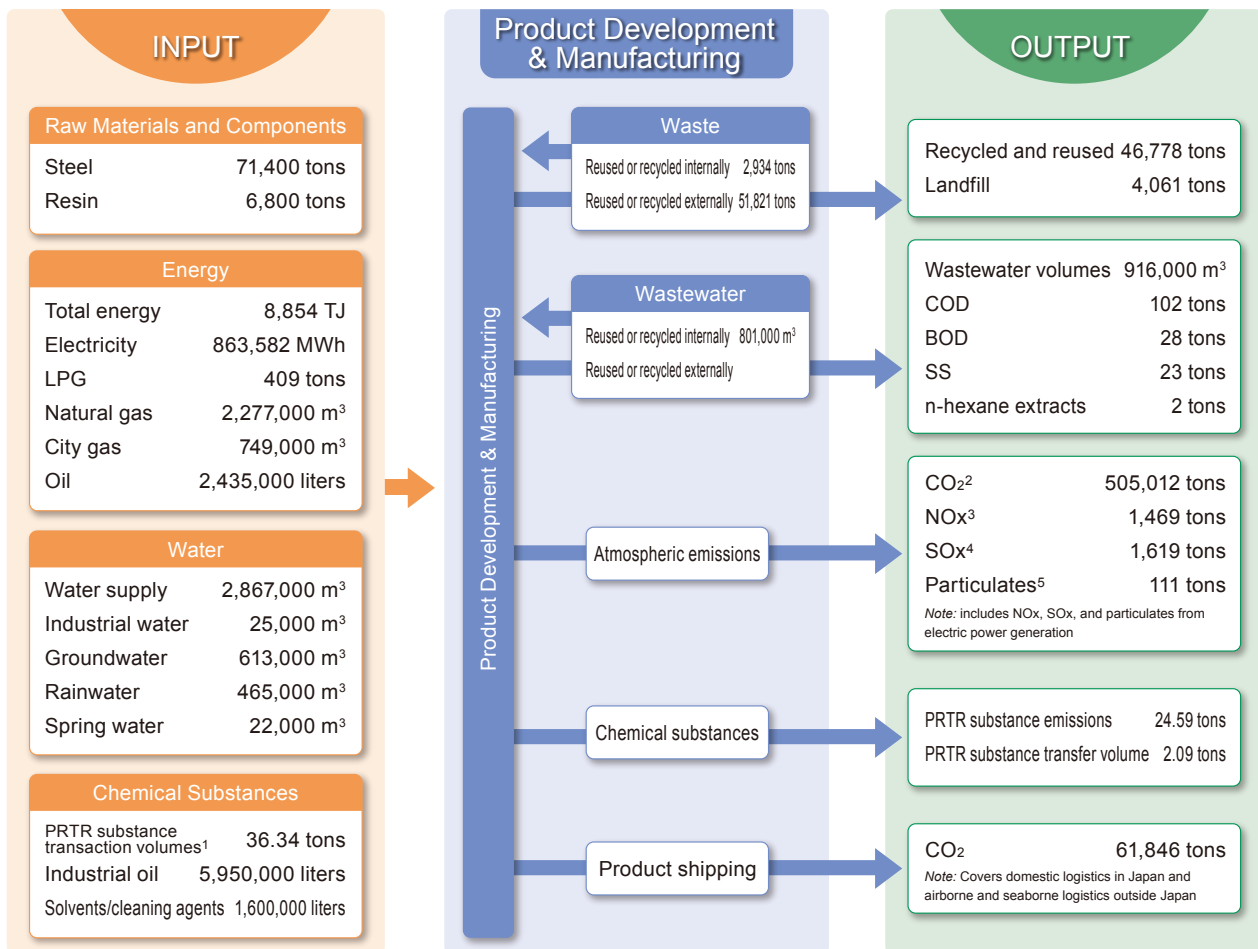 INPUT
Raw Materials and Components
Steel 71,400 tons
Resin 6,800 tons
Energy
Total energy 8,854 TJ
Electricity 863,582 MWh
LPG 409 tons
Natural gas 2,277,000 m³
City gas 749,000 m³
Oil 2,435,000 liters
Water
Water supply 2,867,000 m³
Industrial water 25,000 m³
Groundwater 613,000 m³
Rainwater 465,000 m³
Spring water 22,000 m³
Chemical Substances
PRTR substance
transaction volumes¹ 36.34 tons
Industrial oil 5,950,000 liters
Solvents/cleaning agents 1,600,000 liters
Product Development
& Manufacturing
Product Development & Manufacturing
Waste
Reused or recycled internally 2,934 tons
Reused or recycled externally 51,821 tons
Wastewater
Reused or recycled internally 801,000 m³
Reused or recycled externally
Atmospheric emissions
Chemical substances
Product shipping
OUTPUT
Recycled and reused 46,778 tons
Landfill 4,061 tons
Wastewater volumes 916,000 m³
COD 102 tons
BOD 28 tons
SS 23 tons
n-hexane extracts 2 tons
CO₂² 505,012 tons
NOx³ 1,469 tons
SOx⁴ 1,619 tons
Particulates⁵ 111 tons
Note: includes NOx, SOx, and particulates from
electric power generation
PRTR substance emissions 24.59 tons
PRTR substance transfer volume 2.09 tons
CO₂ 61,846 tons
Note: Covers domestic logistics in Japan and
airborne and seaborne logistics outside Japan